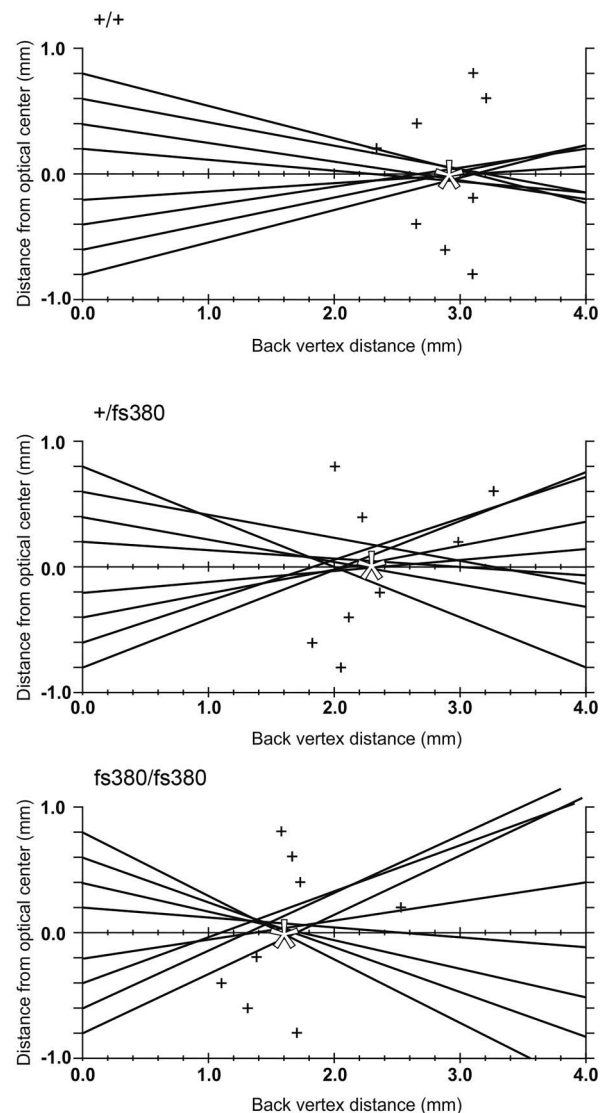 +/+
1.0
0.0
-1.0
Distance from optical center (mm)
0.0 1.0 2.0 3.0 4.0
Back vertex distance (mm)
+/fs380
1.0
0.0
-1.0
Distance from optical center (mm)
0.0 1.0 2.0 3.0 4.0
Back vertex distance (mm)
fs380/fs380
1.0
0.0
-1.0
Distance from optical center (mm)
0.0 1.0 2.0 3.0 4.0
Back vertex distance (mm)